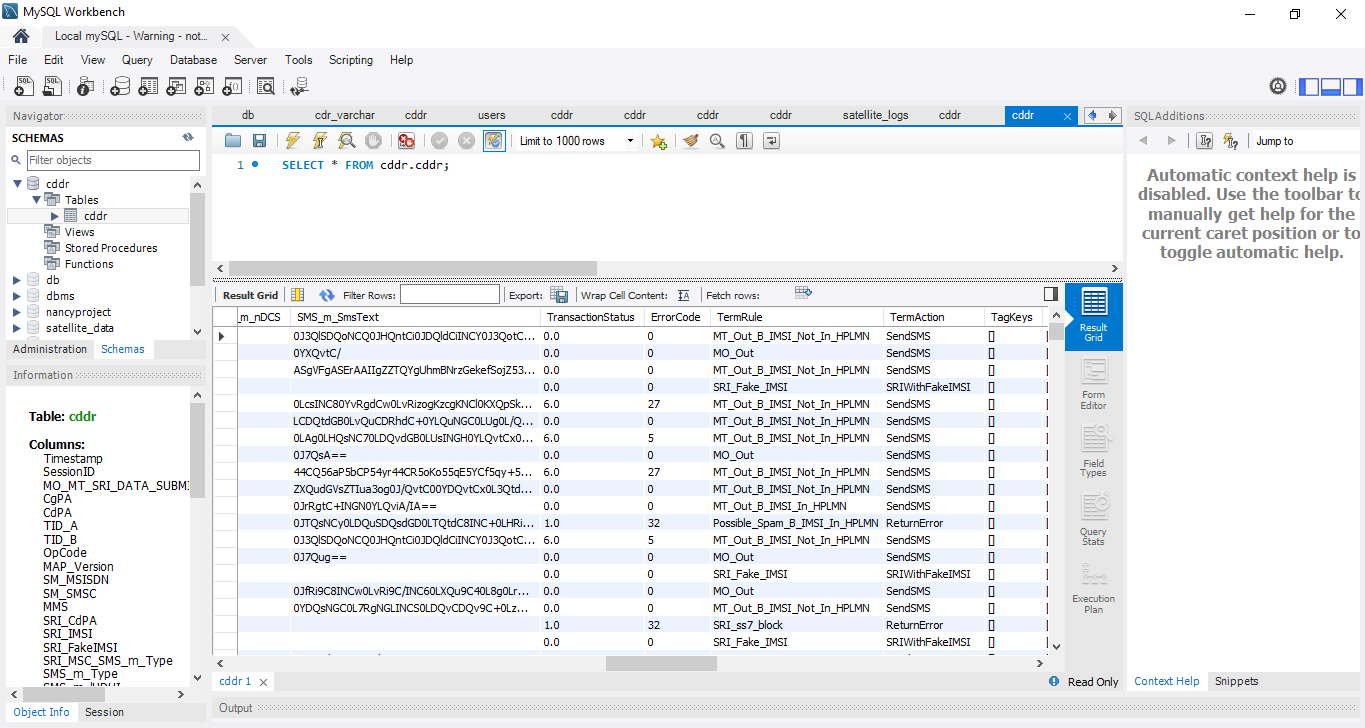 MySQL Workbench
Local mySQL - Warning - not...
File Edit View Query Database Server Tools Scripting Help
Navigator
SCHEMAS
Filter objects
cddr
Tables
cddr
Views
Stored Procedures
Functions
db
dbms
nancyproject
satellite_data
Administration Schemas
Information
Table: cddr
Columns:
Timestamp
SessionID
MO_MT_SRI_DATA_SUBMI
CgPA
CdPA
TID_A
TID_B
OpCode
MAP_Version
SM_MSISDN
SM_SMSC
MMS
SRI_CdPA
SRI_IMSI
SRI_FakeIMSI
SRI_MSC_SMS_m_Type
SMS_m_Type
Object Info Session
db cdr_varchar cddr users cddr cddr cddr cddr satellite_logs cddr cddr
Limit to 1000 rows
1 SELECT * FROM cddr.cddr;
Result Grid Filter Rows: Export: Wrap Cell Content: Fetch rows:
_m_nDCS SMS_m_SmsText TransactionStatus ErrorCode TermRule TermAction TagKeys
0J3QlSDQoNCQ0JHQntCi0JDQldCiINCY0J3QotC... 0.0 0 MT_Out_B_IMSI_Not_In_HPLMN SendSMS []
0YXQvtC/ 0.0 0 MO_Out SendSMS []
ASgVFgASErAAIIgZZTQYgUhmBNrzGekefSojZ53... 0.0 0 MT_Out_B_IMSI_Not_In_HPLMN SendSMS []
0.0 0 SRI_Fake_IMSI SRIWithFakeIMSI []
0LcsINC80YvRgdCw0LvRizogKzcgKNCl0KXQpSk... 6.0 27 MT_Out_B_IMSI_Not_In_HPLMN SendSMS []
LCDQtdGB0LvQuCDRhdC+0YLQuNGC0LUg0L/Q... 0.0 0 MT_Out_B_IMSI_Not_In_HPLMN SendSMS []
0LAg0LHQsNC70LDQvdGB0LUsINGH0YLQvtCx0... 6.0 5 MT_Out_B_IMSI_Not_In_HPLMN SendSMS []
0J7QsA== 0.0 0 MO_Out SendSMS []
44CQ56aP5bCP54yr44CR5oKo55qE5YCf5qy+5... 6.0 27 MT_Out_B_IMSI_Not_In_HPLMN SendSMS []
ZXQudGVsZTIua3og0J/QvtC00YDQvtCx0L3Qtd... 0.0 0 MT_Out_B_IMSI_Not_In_HPLMN SendSMS []
0JrRgtC+INGN0YLQviA/IA== 0.0 0 MT_Out_B_IMSI_In_HPLMN SendSMS []
0JTQsNCy0LDQuSDQsdGD0LTQtdC8INC+0LHRi... 1.0 32 Possible_Spam_B_IMSI_In_HPLMN ReturnError []
0J3QlSDQoNCQ0JHQntCi0JDQldCiINCY0J3QotC... 6.0 5 MT_Out_B_IMSI_Not_In_HPLMN SendSMS []
0J7Qug== 0.0 0 MO_Out SendSMS []
0.0 0 SRI_Fake_IMSI SRIWithFakeIMSI []
0JfRi9C8INCw0LvRi9C/INC60LXQu9C40L8g0Lr... 0.0 0 MO_Out SendSMS []
0YDQsNGC0L7RgNGLINCS0LDQvCDQv9C+0Lz... 0.0 0 MT_Out_B_IMSI_Not_In_HPLMN SendSMS []
1.0 32 SRI_ss7_block ReturnError []
0.0 0 SRI_Fake_IMSI SRIWithFakeIMSI []
Result
Grid
Form
Editor
Field
Types
Query
Stats
Execution
Plan
cddr 1
Read Only
Output
SQLAdditions
Jump to
Automatic context help is
disabled. Use the toolbar to
manually get help for the
current caret position or to
toggle automatic help.
Context Help Snippets